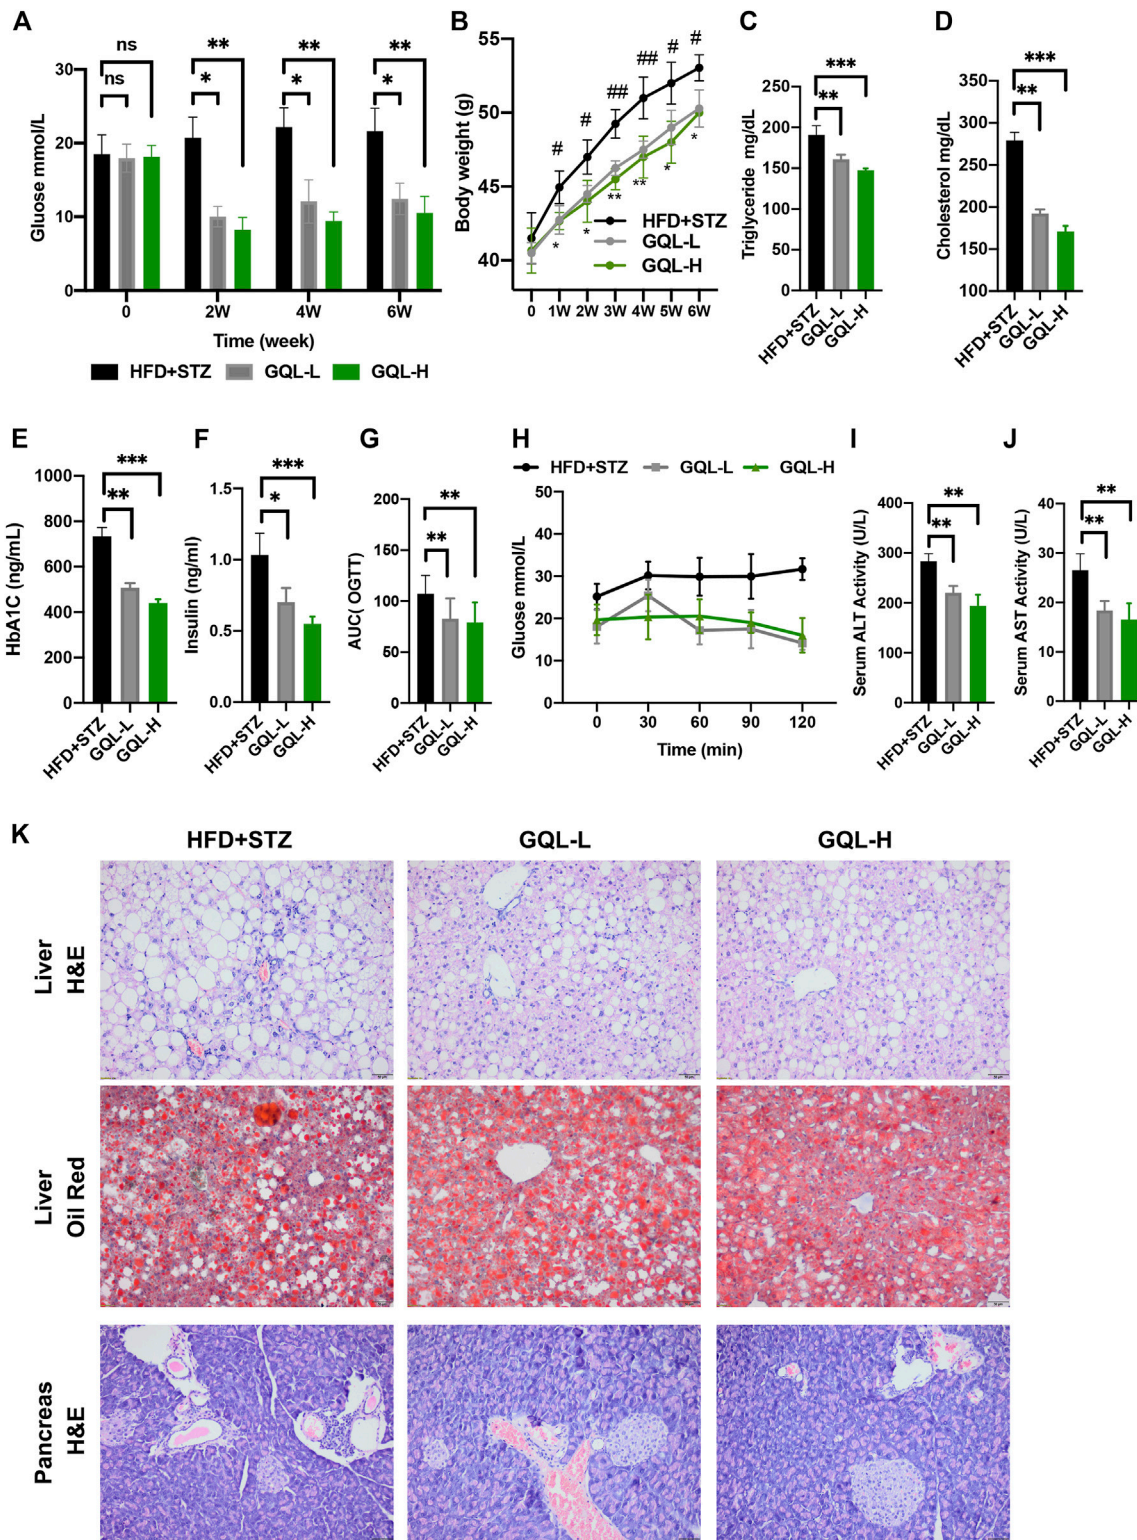 A
ns
ns
**
*
**
*
**
*
30
20
10
0
Gluose mmol/L
0
2W
4W
6W
Time (week)
HFD+STZ
GQL-L
GQL-H
B
55
50
45
40
Body weight (g)
#
#
##
##
#
#
*
*
**
**
*
*
HFD+STZ
GQL-L
GQL-H
0
1W
2W
3W
4W
5W
6W
C
***
**
250
200
150
100
50
0
Triglyceride mg/dL
HFD+STZ
GQL-L
GQL-H
D
***
**
350
300
250
200
150
100
Cholesterol mg/dL
HFD+STZ
GQL-L
GQL-H
E
***
**
1000
800
600
400
200
0
HbA1C (ng/mL)
HFD+STZ
GQL-L
GQL-H
F
***
*
1.5
1.0
0.5
0.0
Insulin (ng/ml)
HFD+STZ
GQL-L
GQL-H
G
**
**
200
150
100
50
0
AUC( OGTT)
HFD+STZ
GQL-L
GQL-H
H
HFD+STZ
GQL-L
GQL-H
50
40
30
20
10
0
Gluose mmol/L
0
30
60
90
120
Time (min)
I
**
**
400
300
200
100
0
Serum ALT Activity (U/L)
HFD+STZ
GQL-L
GQL-H
J
**
**
40
30
20
10
0
Serum AST Activity (U/L)
HFD+STZ
GQL-L
GQL-H
K
HFD+STZ
GQL-L
GQL-H
Liver
H&E
Liver
Oil Red
Pancreas
H&E